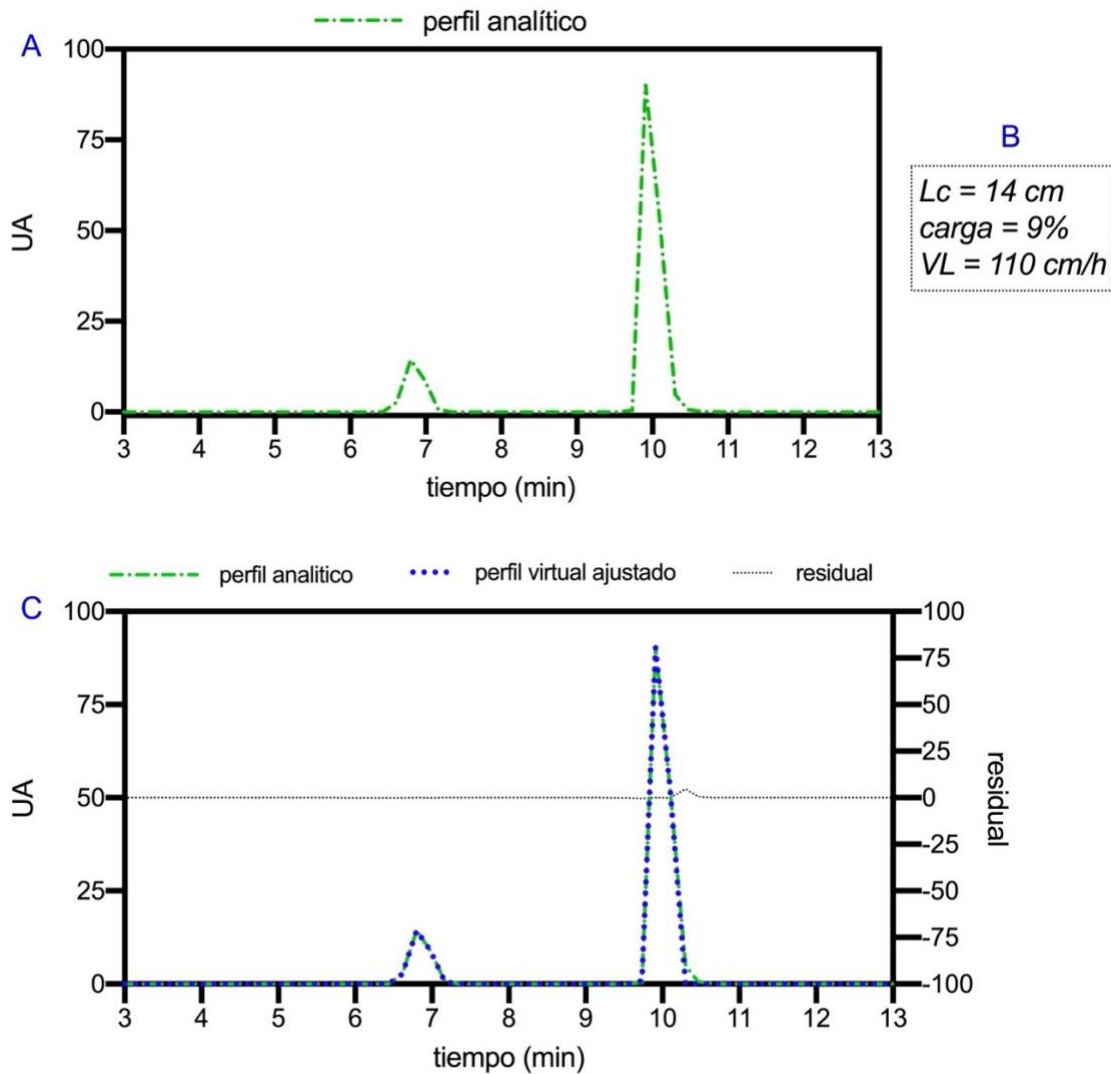 perfil analítico
A
100
75
50
25
0
UA
3 4 5 6 7 8 9 10 11 12 13
tiempo (min)
B
Lc = 14 cm
carga = 9%
VL = 110 cm/h
perfil analitico perfil virtual ajustado residual
C
100
75
50
25
0
UA
100
75
50
25
0
-25
-50
-75
-100
residual
3 4 5 6 7 8 9 10 11 12 13
tiempo (min)